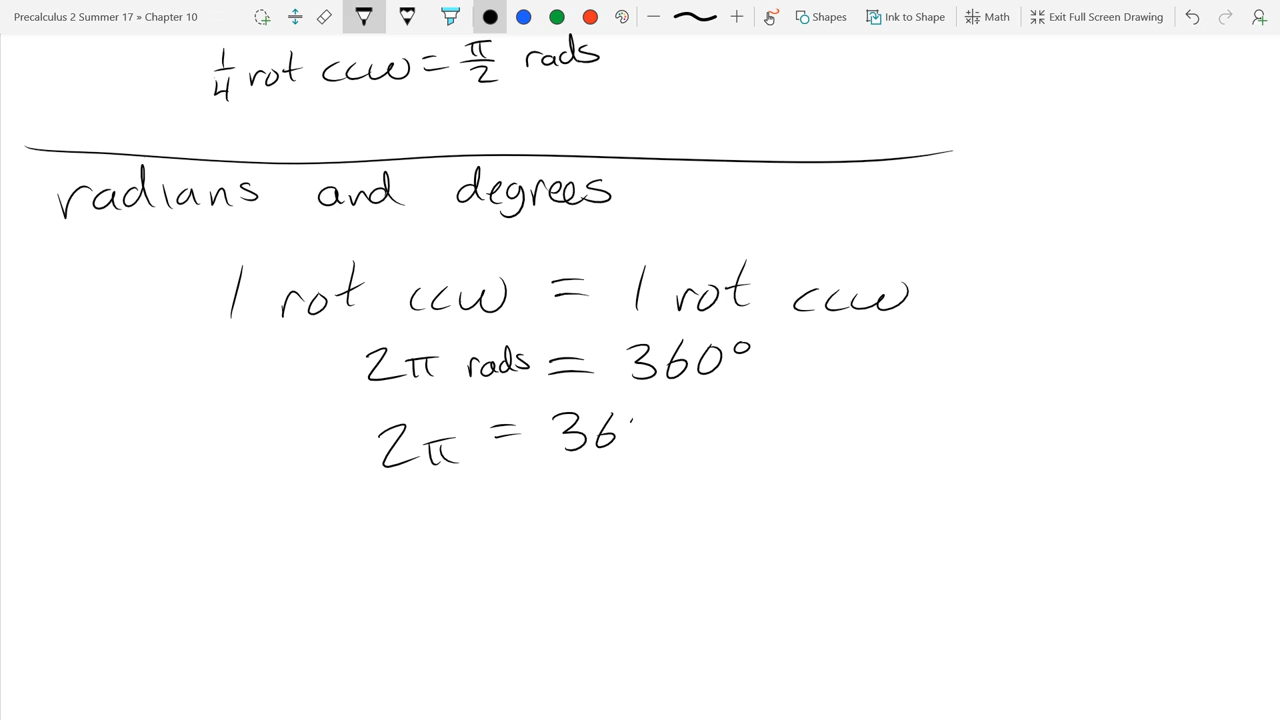 Precalculus 2 Summer 17 » Chapter 10 Shapes Ink to Shape Math Exit Full Screen Drawing
1/4 rot ccw = π/2 rads
radians and degrees
1 rot ccw = 1 rot ccw
2π rads = 360°
2π = 36